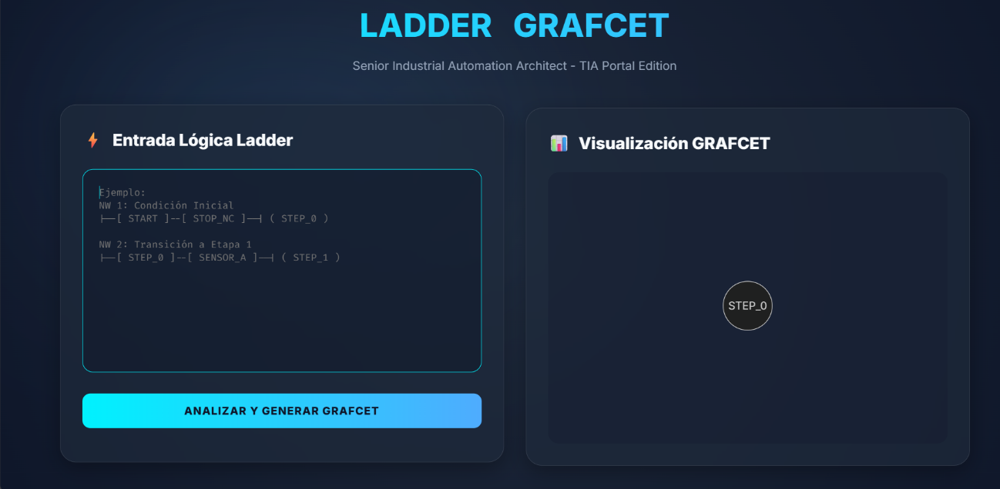 LADDER GRAFCET
Senior Industrial Automation Architect - TIA Portal Edition
Entrada Lógica Ladder
Ejemplo:
NW 1: Condición Inicial
├──[ START ]--[ STOP_NC ]──┤ ( STEP_0 )
NW 2: Transición a Etapa 1
├──[ STEP_0 ]--[ SENSOR_A ]──┤ ( STEP_1 )
ANALIZAR Y GENERAR GRAFCET
Visualización GRAFCET
STEP_0